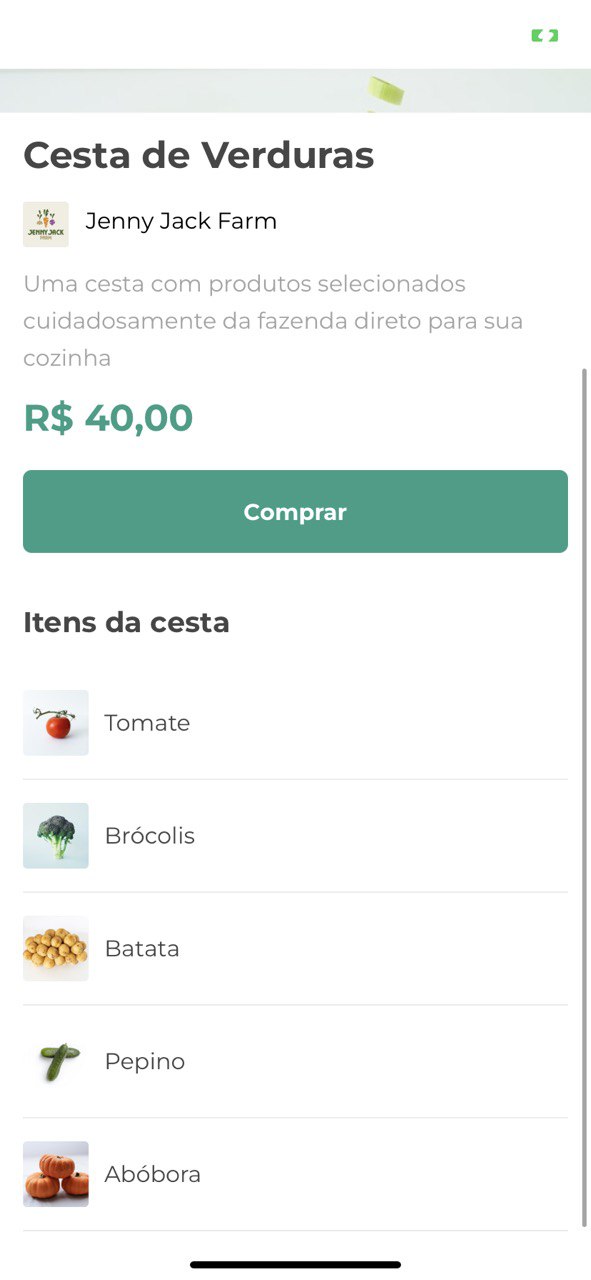 Cesta de Verduras
JENNY JACK
FARM
Jenny Jack Farm
Uma cesta com produtos selecionados
cuidadosamente da fazenda direto para sua
cozinha
R$ 40,00
Comprar
Itens da cesta
Tomate
Brócolis
Batata
Pepino
Abóbora